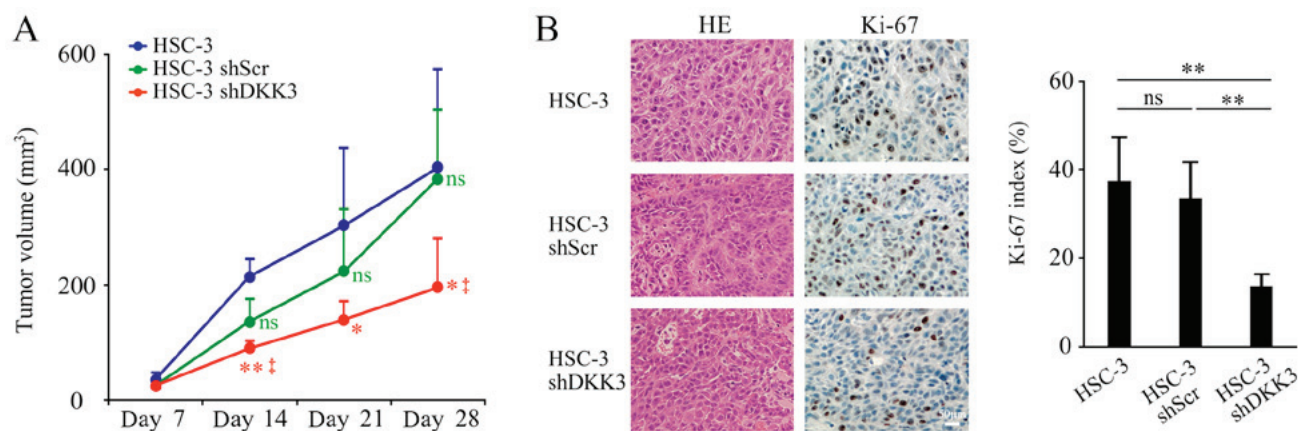 A
600
400
200
0
Tumor volume (mm³)
HSC-3
HSC-3 shScr
HSC-3 shDKK3
ns
ns
ns
** ‡
*
* ‡
Day 7
Day 14
Day 21
Day 28
B
HE
Ki-67
HSC-3
HSC-3
shScr
HSC-3
shDKK3
50μm
60
40
20
0
Ki-67 index (%)
**
ns
**
HSC-3
HSC-3
shScr
HSC-3
shDKK3